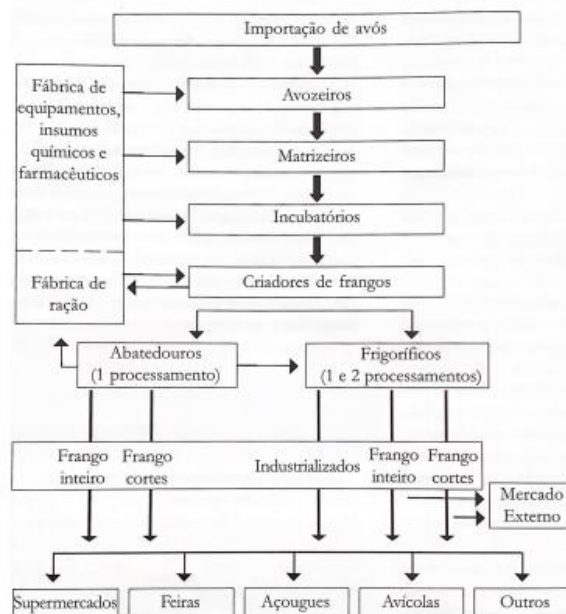 Importação de avós
Fábrica de
equipamentos,
insumos
químicos e
farmacêuticos
Avozeiros
Matrizeiros
Incubatórios
Fábrica de
ração
Criadores de frangos
Abatedouros
(1 processamento)
Frigoríficos
(1 e 2 processamentos)
Frango
inteiro
Frango
cortes
Industrializados
Frango
inteiro
Frango
cortes
Mercado
Externo
Supermercados
Feiras
Açougues
Avícolas
Outros